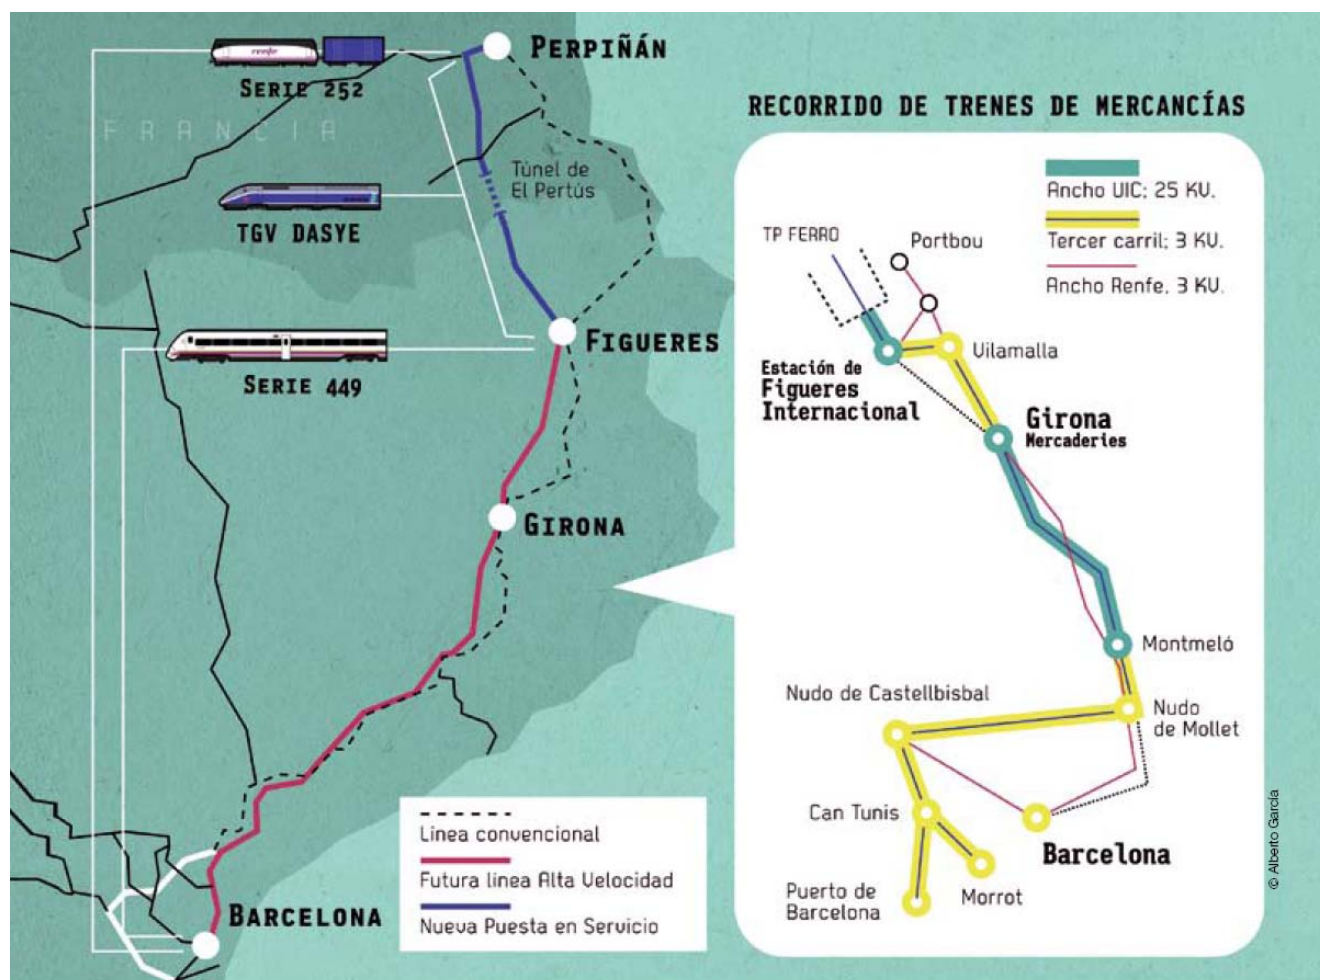 PERPIÑÁN
renfe
SERIE 252
FRANCIA
Túnel de
El Pertús
TGV DASYE
FIGUERES
SERIE 449
GIRONA
BARCELONA
Línea convencional
Futura línea Alta Velocidad
Nueva Puesta en Servicio
RECORRIDO DE TRENES DE MERCANCÍAS
Ancho UIC; 25 KV.
Tercer carril; 3 KV.
Ancho Renfe, 3 KV.
TP FERRO
Portbou
Vilamalla
Estación de
Figueres
Internacional
Girona
Mercaderies
Montmeló
Nudo de Castellbisbal
Nudo
de Mollet
Can Tunis
Barcelona
Puerto de
Barcelona
Morrot
© Alberto García